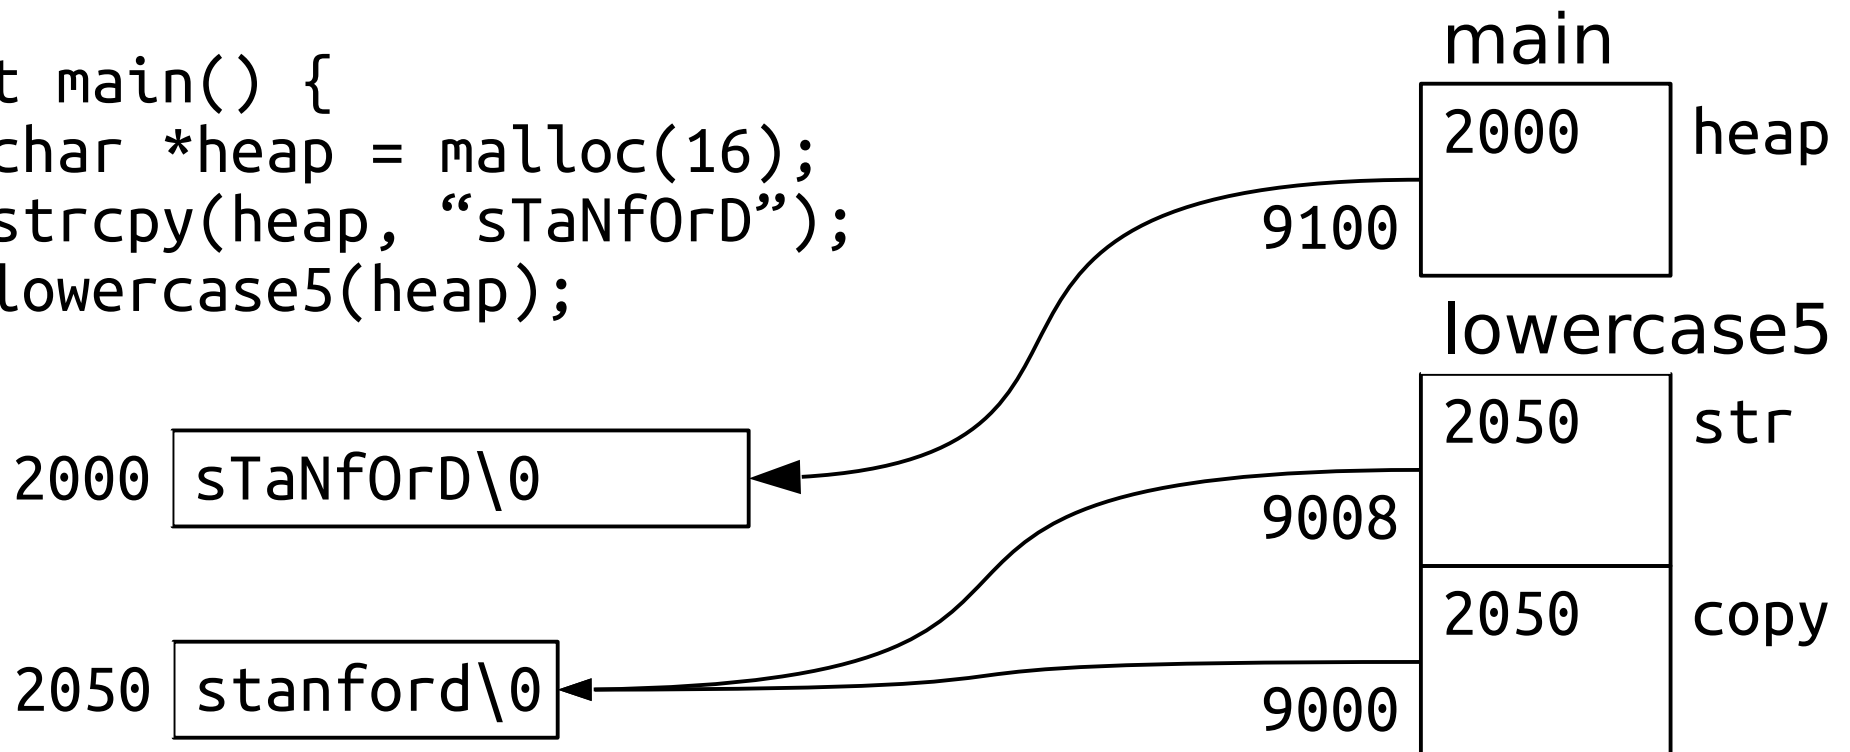 t main() {
char *heap = malloc(16);
strcpy(heap, “sTaNfOrD”);
lowercase5(heap);
main
2000 heap
9100
lowercase5
2050 str
9008
2050 copy
9000
2000 sTaNfOrD\0
2050 stanford\0